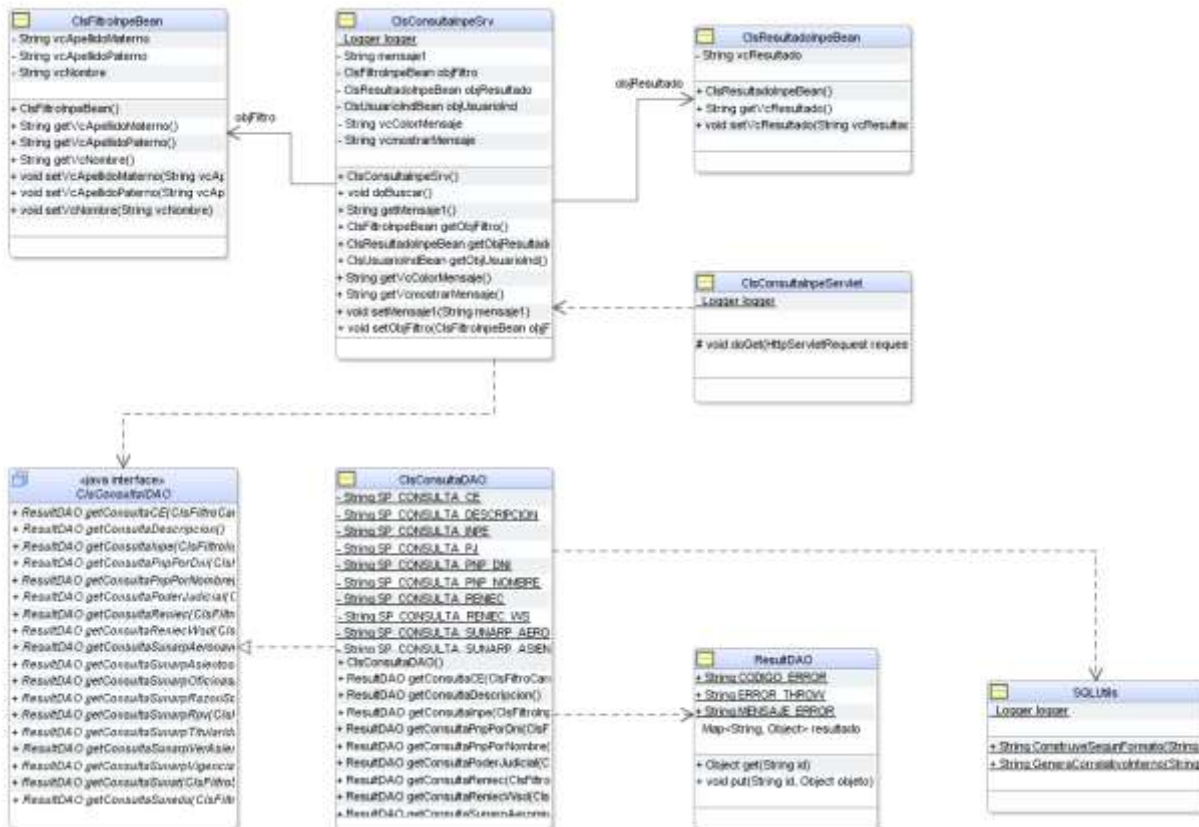 ClsFiltroInpeBean
- String vcApellidoMaterno
- String vcApellidoPaterno
- String vcNombre
+ ClsFiltroInpeBean()
+ String getVcApellidoMaterno()
+ String getVcApellidoPaterno()
+ String getVcNombre()
+ void setVcApellidoMaterno(String vcAp
+ void setVcApellidoPaterno(String vcAp
+ void setVcNombre(String vcNombre)
objFiltro
ClsConsultaInpeSrv
Logger logger
- String mensaje1
- ClsFiltroInpeBean objFiltro
- ClsResultadoInpeBean objResultado
- ClsUsuarioIndBean objUsuarioInd
- String vcColorMensaje
- String vcmostrarMensaje
+ ClsConsultaInpeSrv()
+ void doBuscar()
+ String getMensaje1()
+ ClsFiltroInpeBean getObjFiltro()
+ ClsResultadoInpeBean getObjResultado
+ ClsUsuarioIndBean getObjUsuarioInd()
+ String getVcColorMensaje()
+ String getVcmostrarMensaje()
+ void setMensaje1(String mensaje1)
+ void setObjFiltro(ClsFiltroInpeBean objF
objResultado
ClsResultadoInpeBean
- String vcResultado
+ ClsResultadoInpeBean()
+ String getVcResultado()
+ void setVcResultado(String vcResultad
ClsConsultaInpeServlet
Logger logger
# void doGet(HttpServletRequest reques
«java interface»
ClsConsultaIDAO
+ ResultDAO getConsultaCE(ClsFiltroCar
+ ResultDAO getConsultaDescripcion()
+ ResultDAO getConsultaInpe(ClsFiltroInp
+ ResultDAO getConsultaPnpPorDni(ClsF
+ ResultDAO getConsultaPnpPorNombre(
+ ResultDAO getConsultaPoderJudicial(C
+ ResultDAO getConsultaReniec(ClsFiltro
+ ResultDAO getConsultaReniecWsd(Cls
+ ResultDAO getConsultaSunarpAeronav
+ ResultDAO getConsultaSunarpAsientos
+ ResultDAO getConsultaSunarpOficinas
+ ResultDAO getConsultaSunarpRazonSo
+ ResultDAO getConsultaSunarpRpv(ClsF
+ ResultDAO getConsultaSunarpTitularida
+ ResultDAO getConsultaSunarpVerAsien
+ ResultDAO getConsultaSunarpVigencia
+ ResultDAO getConsultaSunat(ClsFiltroS
+ ResultDAO getConsultaSunedu(ClsFiltr
ClsConsultaDAO
- String SP_CONSULTA_CE
- String SP_CONSULTA_DESCRIPCION
- String SP_CONSULTA_INPE
- String SP_CONSULTA_PJ
- String SP_CONSULTA_PNP_DNI
- String SP_CONSULTA_PNP_NOMBRE
- String SP_CONSULTA_RENIEC
- String SP_CONSULTA_RENIEC_WS
- String SP_CONSULTA_SUNARP_AERO
- String SP_CONSULTA_SUNARP_ASIEN
+ ClsConsultaDAO()
+ ResultDAO getConsultaCE(ClsFiltroCar
+ ResultDAO getConsultaDescripcion()
+ ResultDAO getConsultaInpe(ClsFiltroInp
+ ResultDAO getConsultaPnpPorDni(ClsF
+ ResultDAO getConsultaPnpPorNombre(
+ ResultDAO getConsultaPoderJudicial(C
+ ResultDAO getConsultaReniec(ClsFiltro
+ ResultDAO getConsultaReniecWsd(Cls
+ ResultDAO getConsultaSunarpAeronav
ResultDAO
+ String CODIGO_ERROR
+ String ERROR_THROW
+ String MENSAJE_ERROR
Map<String, Object> resultado
+ Object get(String id)
+ void put(String id, Object objeto)
SQLUtils
Logger logger
+ String ConstruyeSegunFormato(String
+ String GeneraCorrelativoInterno(String